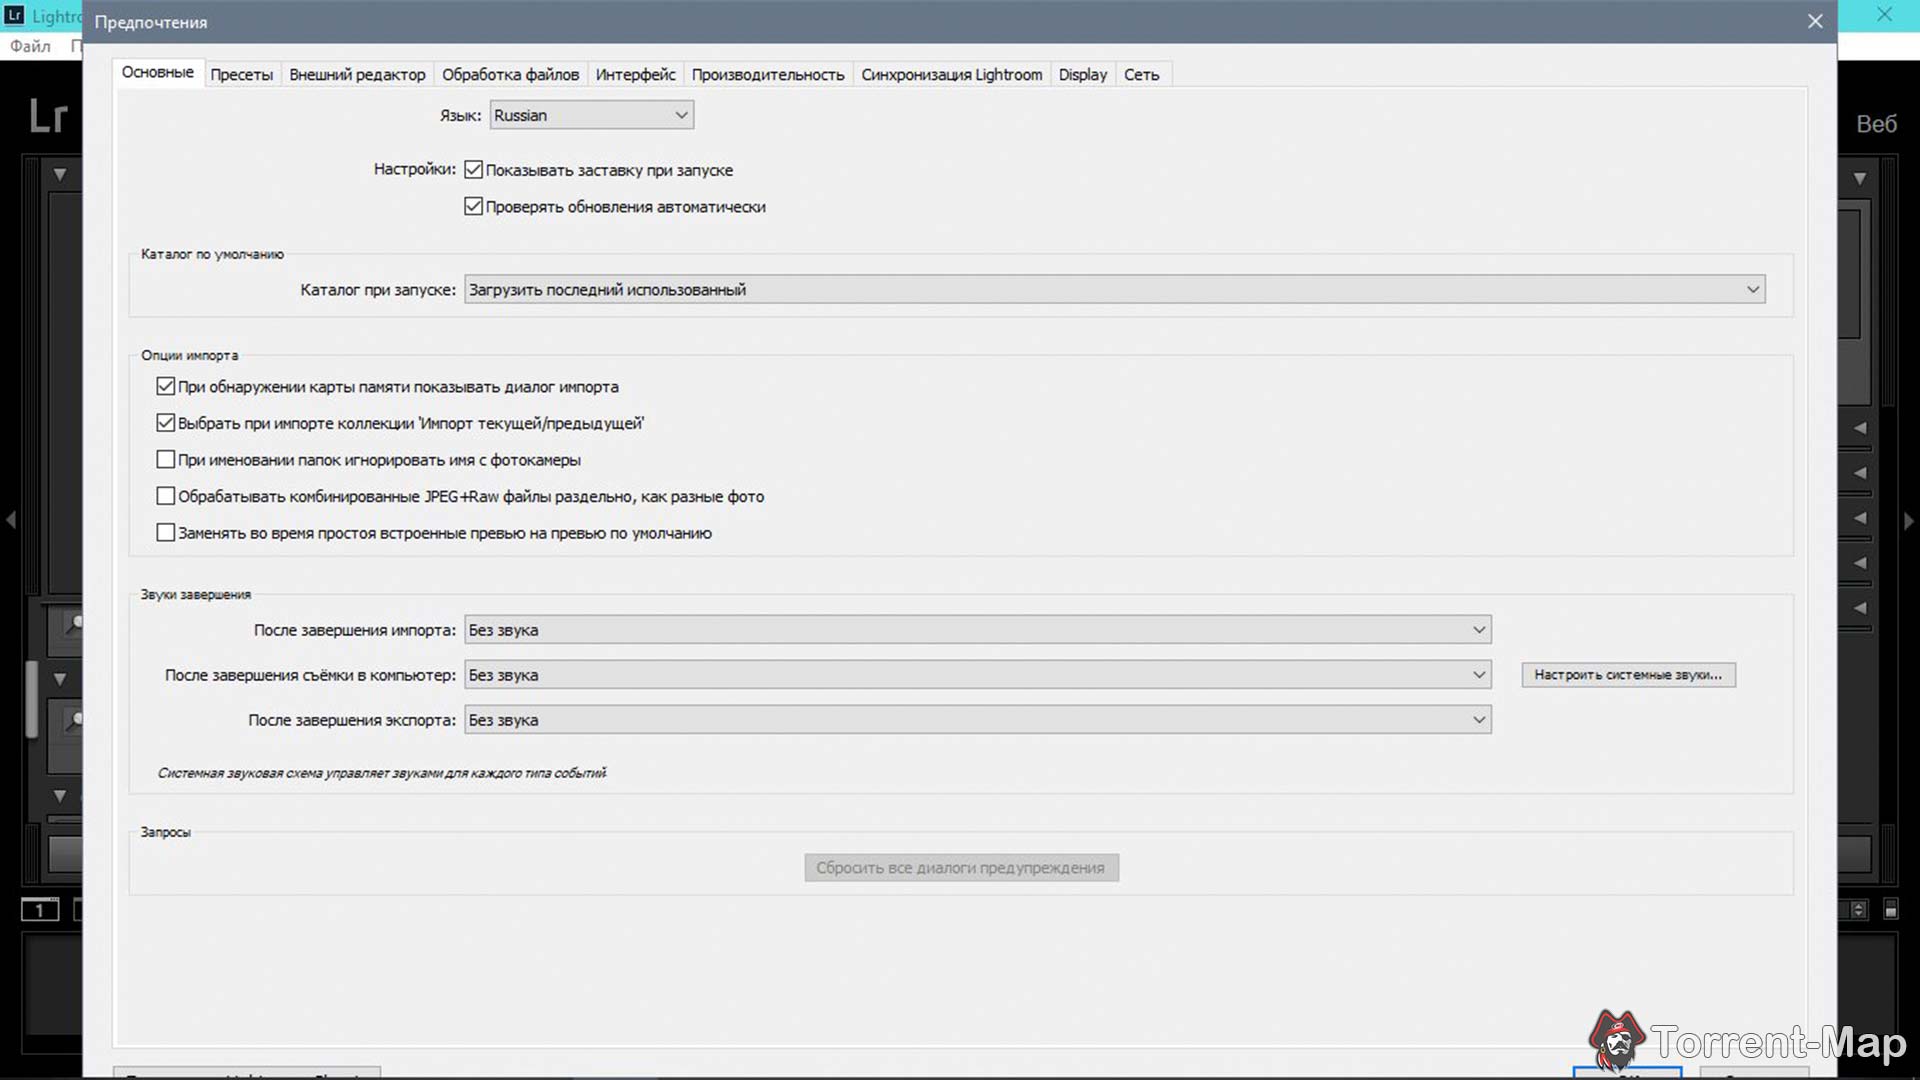 Lr
Предпочтения
Файл
Основные Пресеты Внешний редактор Обработка файлов Интерфейс Производительность Синхронизация Lightroom Display Сеть
Lr
Веб
Язык: Russian
Настройки: Показывать заставку при запуске
Проверять обновления автоматически
Каталог по умолчанию
Каталог при запуске: Загрузить последний использованный
Опции импорта
При обнаружении карты памяти показывать диалог импорта
Выбрать при импорте коллекции 'Импорт текущей/предыдущей'
При именовании папок игнорировать имя с фотокамеры
Обрабатывать комбинированные JPEG+Raw файлы раздельно, как разные фото
Заменять во время простоя встроенные превью на превью по умолчанию
Звуки завершения
После завершения импорта: Без звука
После завершения съёмки в компьютер: Без звука Настроить системные звуки...
После завершения экспорта: Без звука
Системная звуковая схема управляет звуками для каждого типа событий
Запросы
Сбросить все диалоги предупреждения
1
Torrent-Map